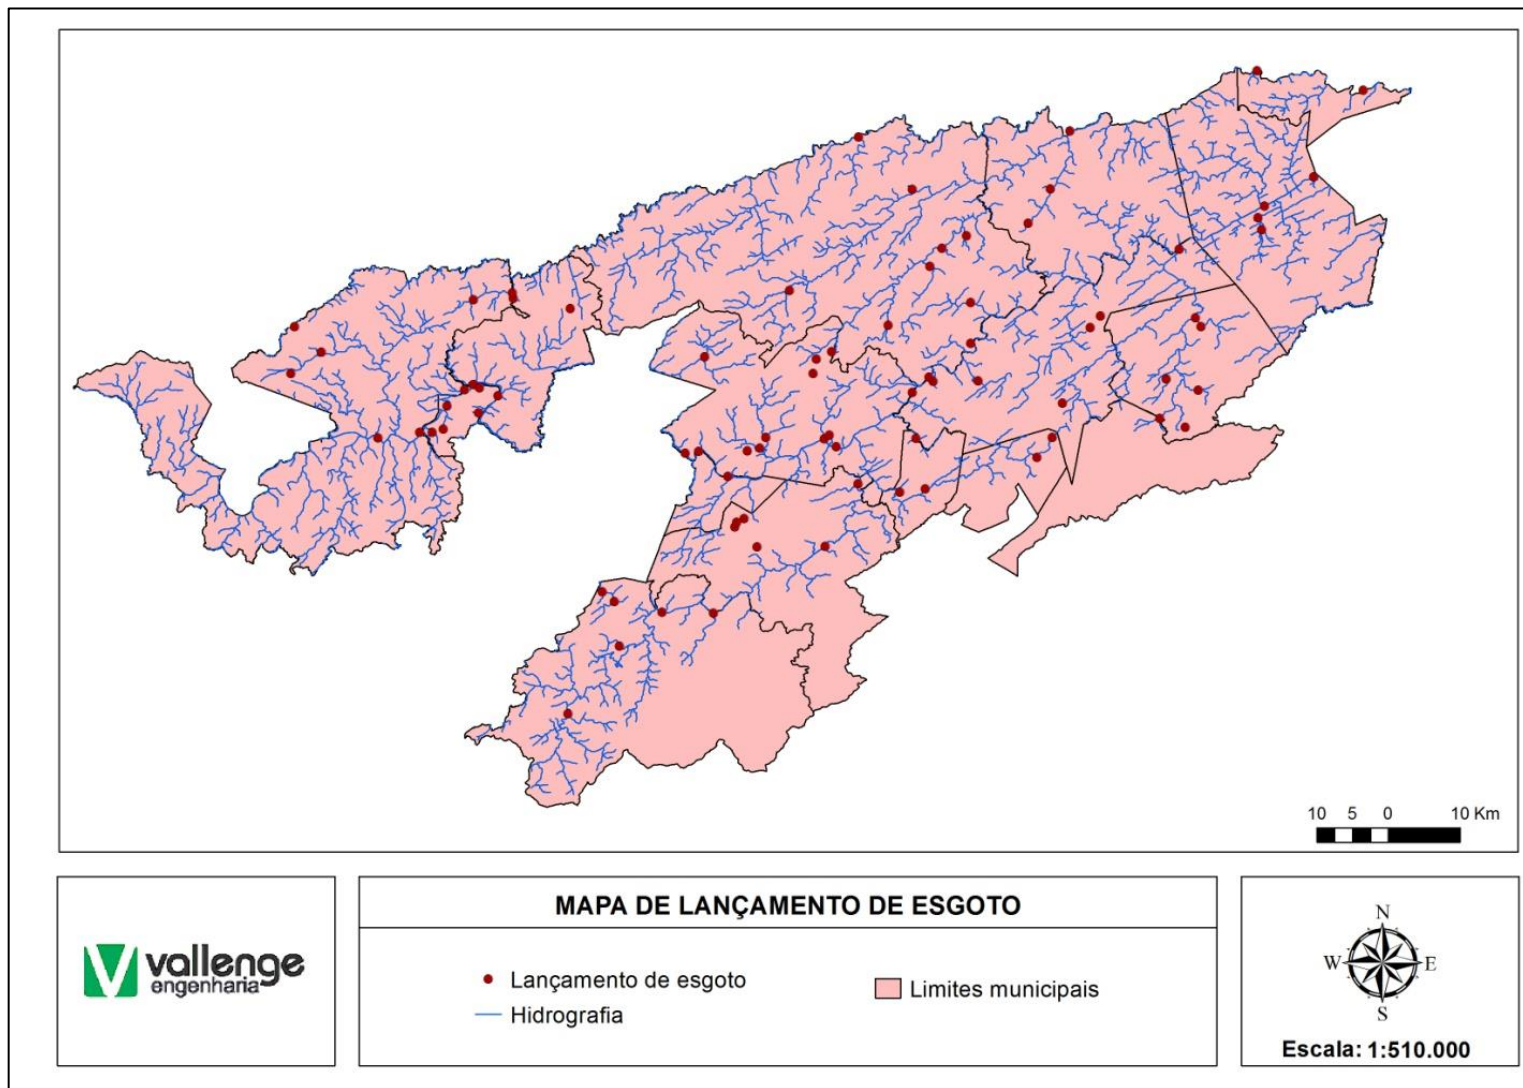 10 5 0 10 Km
vallenge
engenharia
MAPA DE LANÇAMENTO DE ESGOTO
Lançamento de esgoto
Hidrografia
Limites municipais
N
W E
S
Escala: 1:510.000